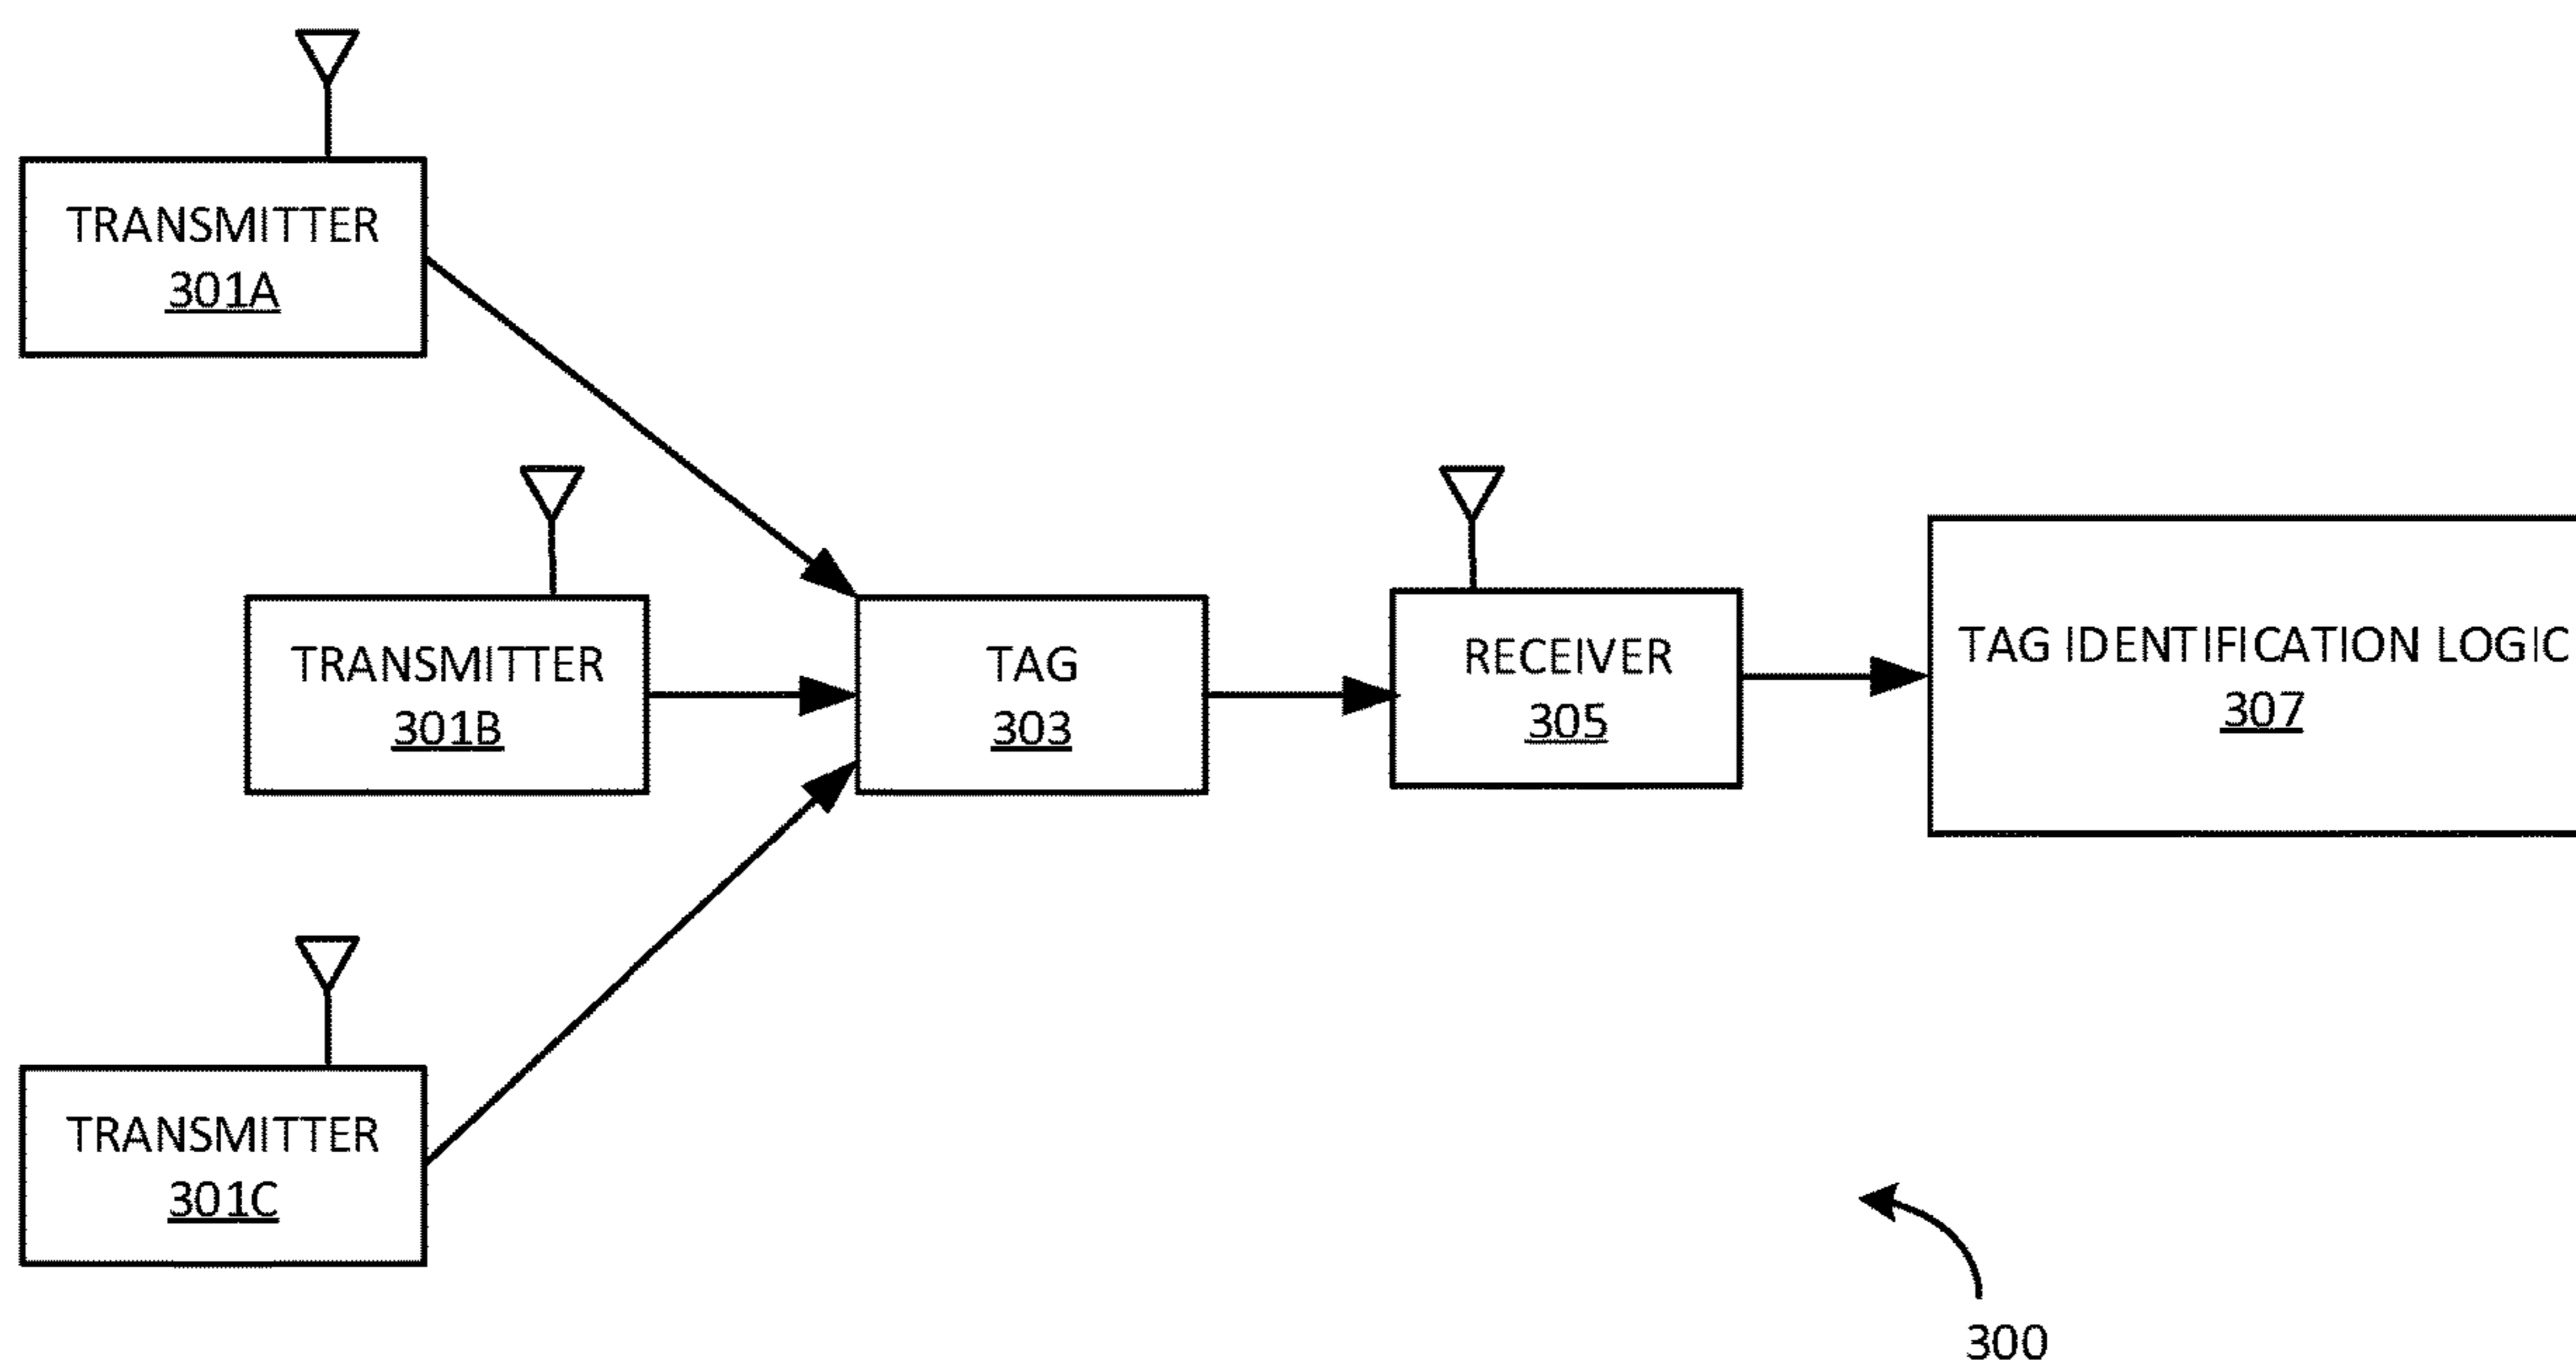 TRANSMITTER
301A
TRANSMITTER
301B
TAG
303
RECEIVER
305
TAG IDENTIFICATION LOGIC
307
TRANSMITTER
301C
300